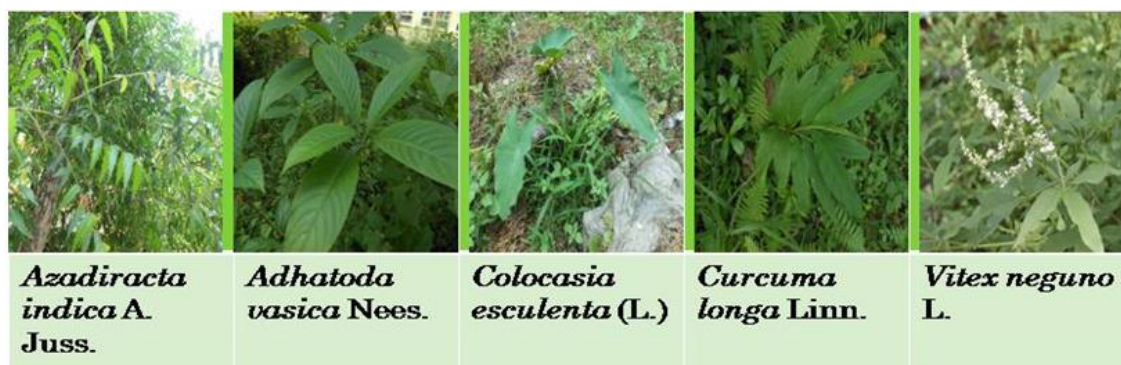 Azadiracta
indica A.
Juss.
Adhatoda
vasica Nees.
Colocasia
esculenta (L.)
Curcuma
longa Linn.
Vitex neguno
L.